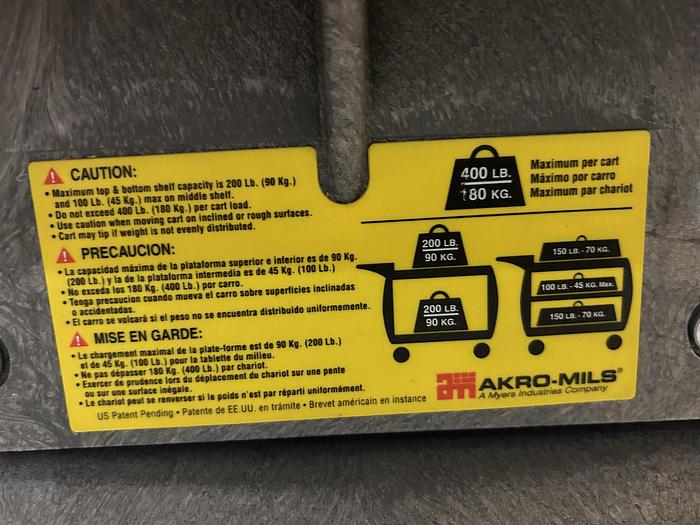 CAUTION:
• Maximum top & bottom shelf capacity is 200 Lb. (90 Kg.)
and 100 Lb. (45 Kg.) max on middle shelf.
• Do not exceed 400 Lb. (180 Kg.) per cart load.
• Use caution when moving cart on inclined or rough surfaces.
• Cart may tip if weight is not evenly distributed.
PRECAUCION:
• La capacidad máxima de la plataforma superior e inferior es de 90 Kg.
(200 Lb.) y la de la plataforma intermedia es de 45 Kg. (100 Lb.)
• No exceda los 180 Kg. (400 Lb.) por carro.
• Tenga precaucion cuando mueva el carro sobre superficies inclinadas
o accidentadas.
• El carro se volcará si el peso no se encuentra distribuido uniformemente.
MISE EN GARDE:
• Le chargement maximal de la plate-forme est de 90 Kg. (200 Lb.)
et de 45 Kg. (100 Lb.) pour la tablette du milieu.
• Ne pas dépasser 180 Kg. (400 Lb.) par chariot.
• Exercer de prudence lors du déplacement du chariot sur une pente
ou sur une surface inégale.
• Le chariot peut se renverser si le poids n'est pas réparti uniformément.
US Patent Pending • Patente de EE.UU. en trámite • Brevet américain en instance
400 LB.
180 KG.
Maximum per cart
Máximo por carro
Maximum par chariot
200 LB.
90 KG.
200 LB.
90 KG.
150 LB. - 70 KG.
100 LB - 45 KG. Max.
150 LB. - 70 KG.
AKRO-MILS®
A Myers Industries Company